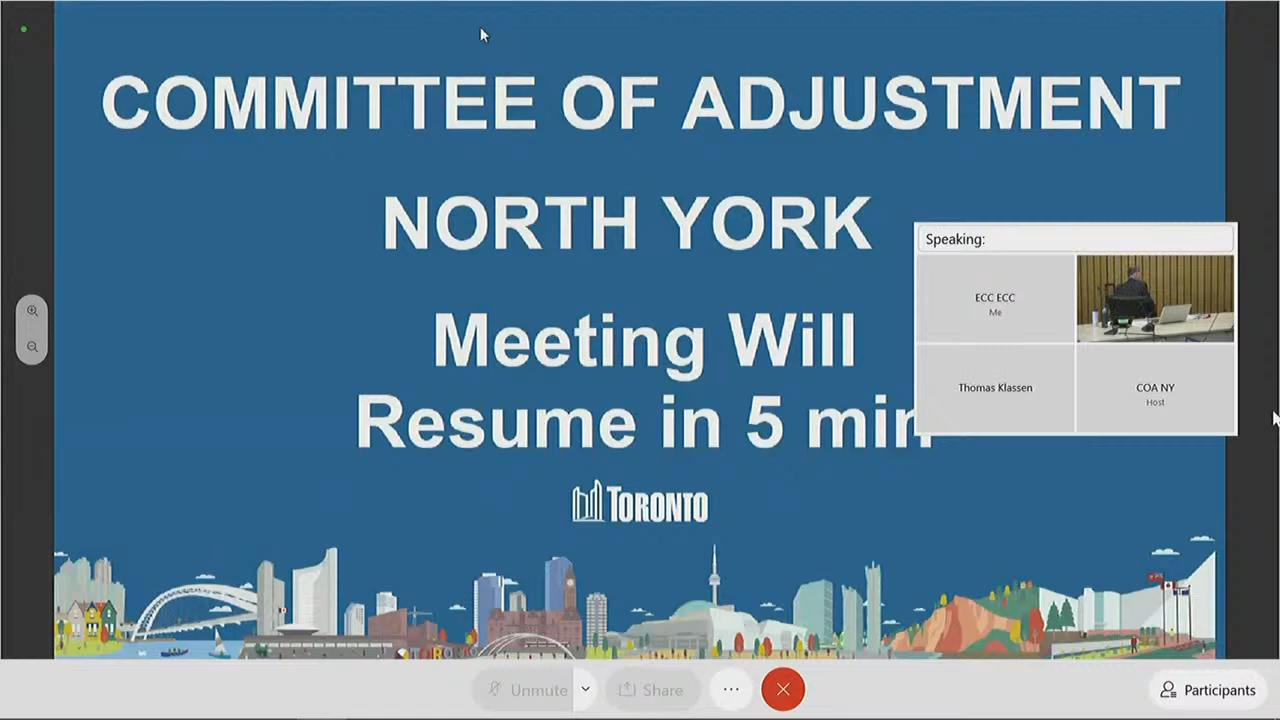 COMMITTEE OF ADJUSTMENT
NORTH YORK
Meeting Will
Resume in 5 min
TORONTO
Speaking:
ECC ECC
Me
Thomas Klassen
COA NY
Host
Unmute
Share
Participants